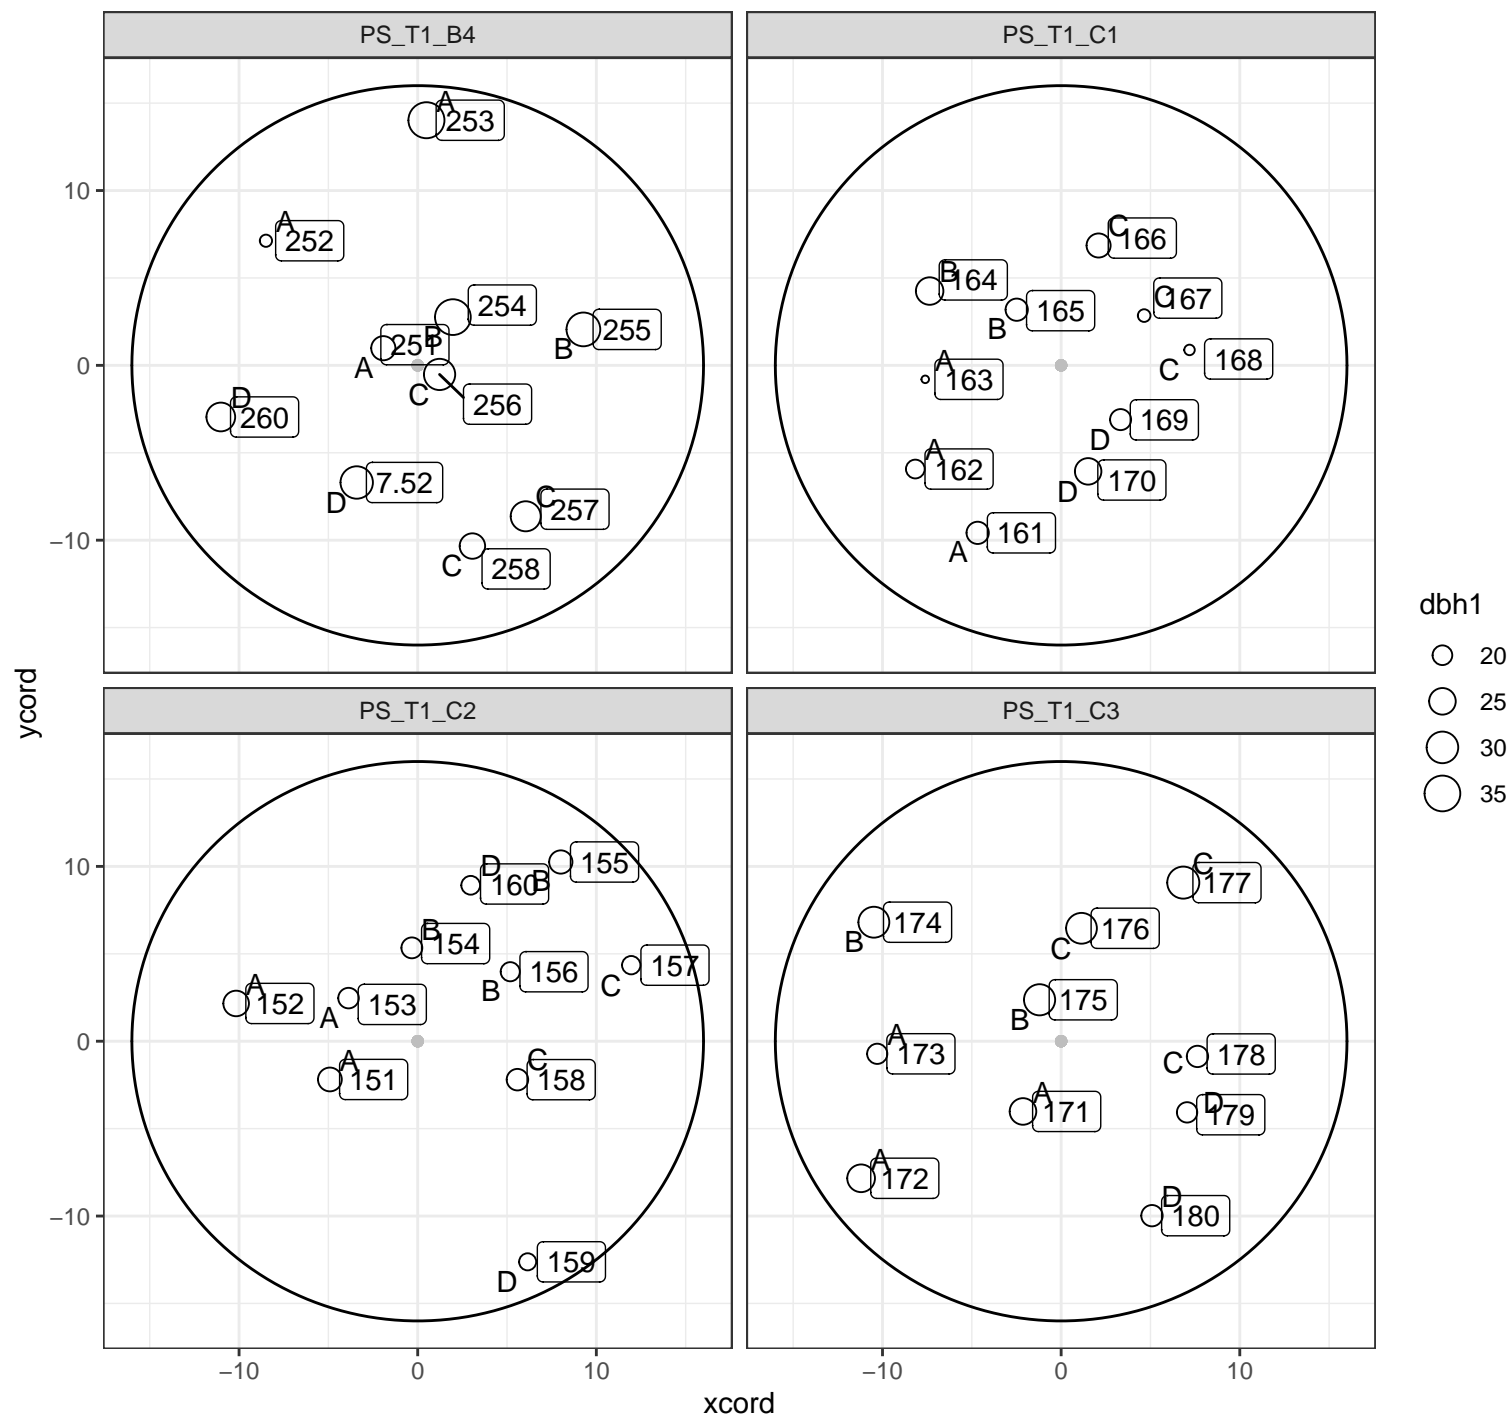 PS_T1_B4
A
253
A
252
254
B
255
B
251
A
C
256
D
260
7.52
D
C
257
C
258
10
0
−10
PS_T1_C1
C
166
B
164
C
167
165
B
168
C
A
163
169
D
A
162
170
D
161
A
ycord
PS_T1_C2
155
D
160
B
B
154
157
C
156
B
A
152
153
A
A
151
C
158
159
D
10
0
−10
−10
0
10
PS_T1_C3
C
177
174
B
176
C
175
B
A
173
178
C
A
171
D
179
A
172
D
180
−10
0
10
xcord
dbh1
20
25
30
35